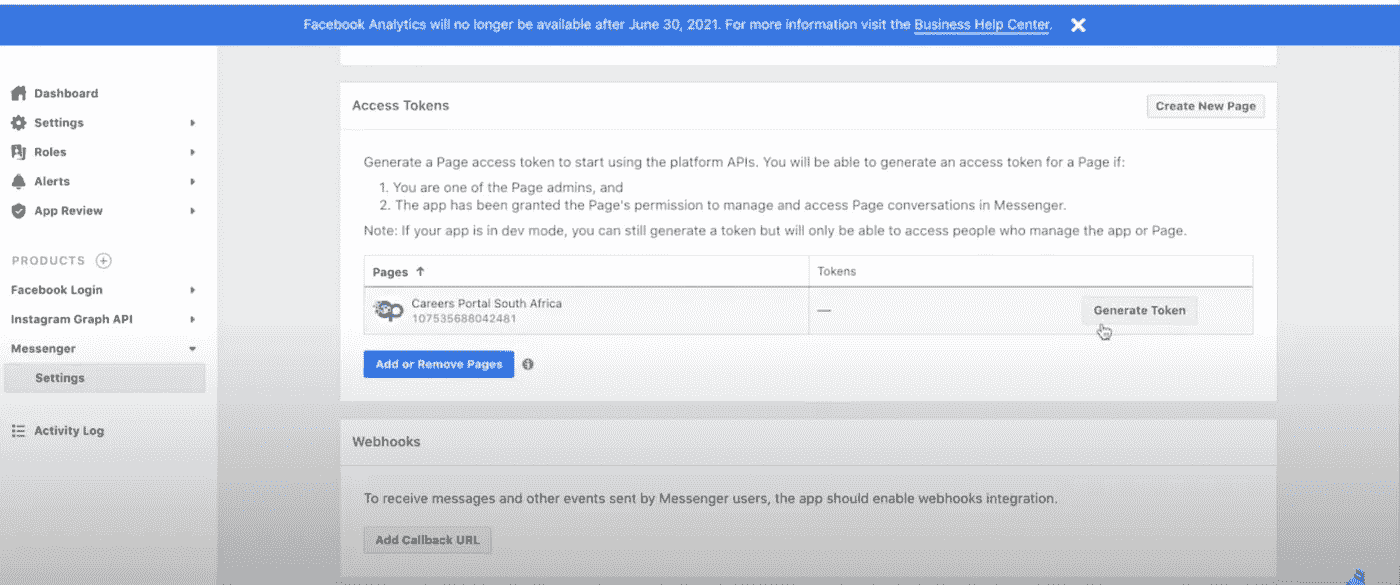 Facebook Analytics will no longer be available after June 30, 2021. For more information visit the Business Help Center.
Dashboard
Settings
Roles
Alerts
App Review
PRODUCTS
Facebook Login
Instagram Graph API
Messenger
Settings
Activity Log
Access Tokens
Create New Page
Generate a Page access token to start using the platform APIs. You will be able to generate an access token for a Page if:
1. You are one of the Page admins, and
2. The app has been granted the Page's permission to manage and access Page conversations in Messenger.
Note: If your app is in dev mode, you can still generate a token but will only be able to access people who manage the app or Page.
Pages ↑
Tokens
Careers Portal South Africa
107535688042481
—
Generate Token
Add or Remove Pages
Webhooks
To receive messages and other events sent by Messenger users, the app should enable webhooks integration.
Add Callback URL